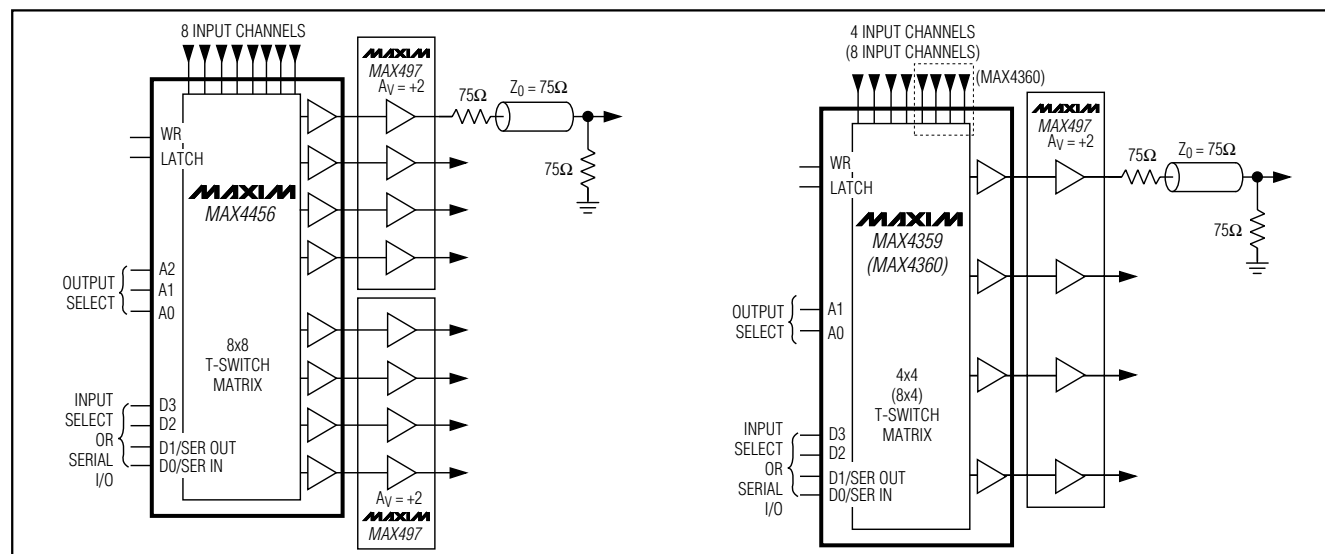 8 INPUT CHANNELS
MAXIM
MAX497
AV = +2
75Ω
Z0 = 75Ω
75Ω
WR
LATCH
MAXIM
MAX4456
A2
OUTPUT
A1
SELECT
A0
8x8
T-SWITCH
MATRIX
INPUT
D3
SELECT
D2
OR
D1/SER OUT
SERIAL
D0/SER IN
I/O
AV = +2
MAXIM
MAX497
4 INPUT CHANNELS
(8 INPUT CHANNELS)
(MAX4360)
MAXIM
MAX497
AV = +2
75Ω
Z0 = 75Ω
75Ω
WR
LATCH
MAXIM
MAX4359
(MAX4360)
OUTPUT
A1
SELECT
A0
4x4
(8x4)
T-SWITCH
MATRIX
INPUT
D3
SELECT
D2
OR
D1/SER OUT
SERIAL
D0/SER IN
I/O